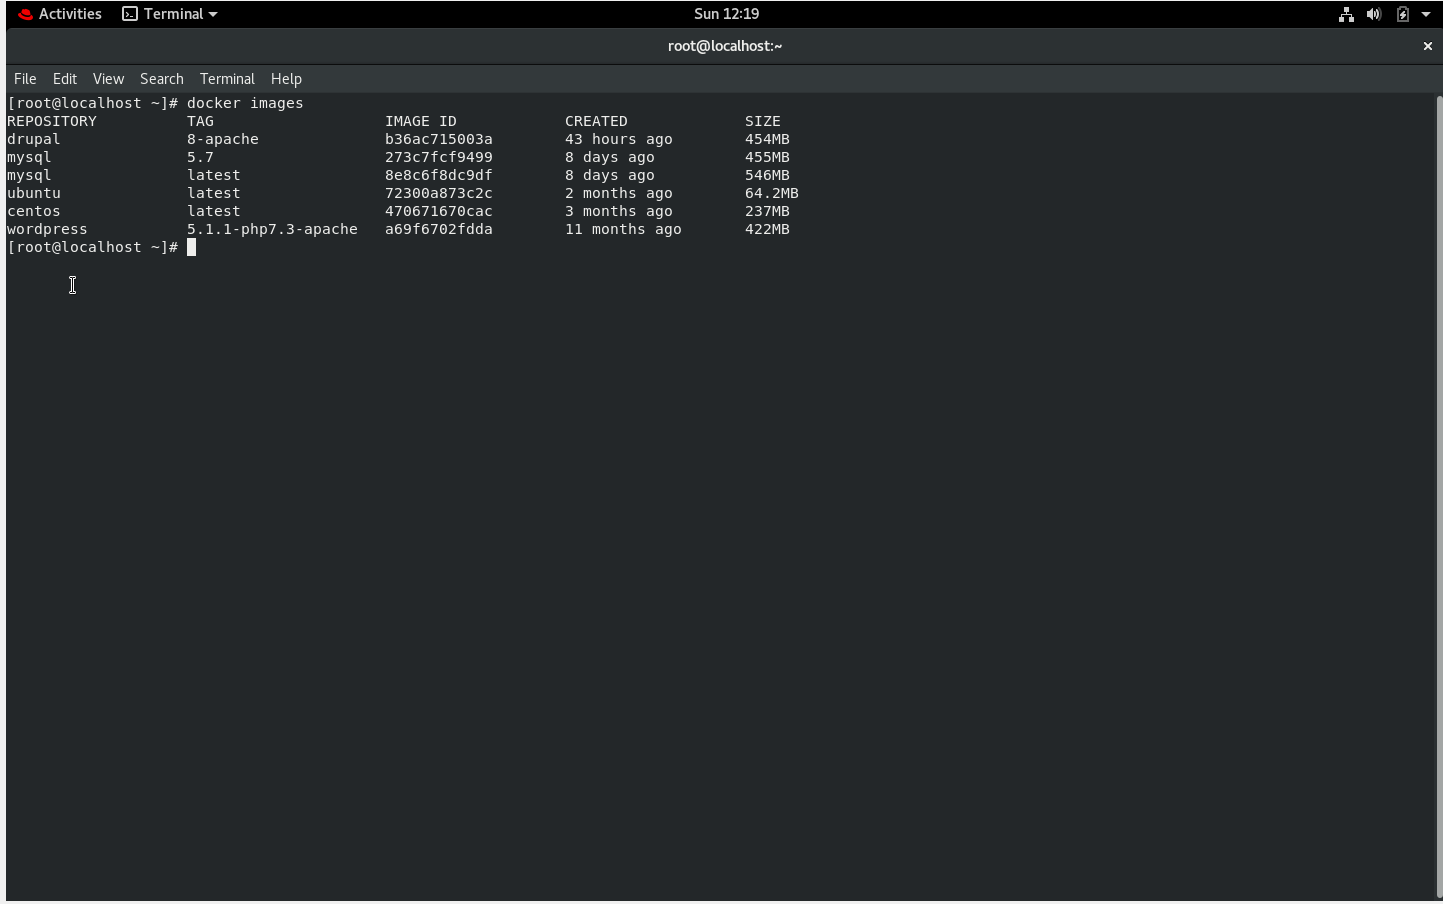 Activities Terminal Sun 12:19
root@localhost:~ ×
File Edit View Search Terminal Help
[root@localhost ~]# docker images
REPOSITORY TAG IMAGE ID CREATED SIZE
drupal 8-apache b36ac715003a 43 hours ago 454MB
mysql 5.7 273c7fcf9499 8 days ago 455MB
mysql latest 8e8c6f8dc9df 8 days ago 546MB
ubuntu latest 72300a873c2c 2 months ago 64.2MB
centos latest 470671670cac 3 months ago 237MB
wordpress 5.1.1-php7.3-apache a69f6702fdda 11 months ago 422MB
[root@localhost ~]#